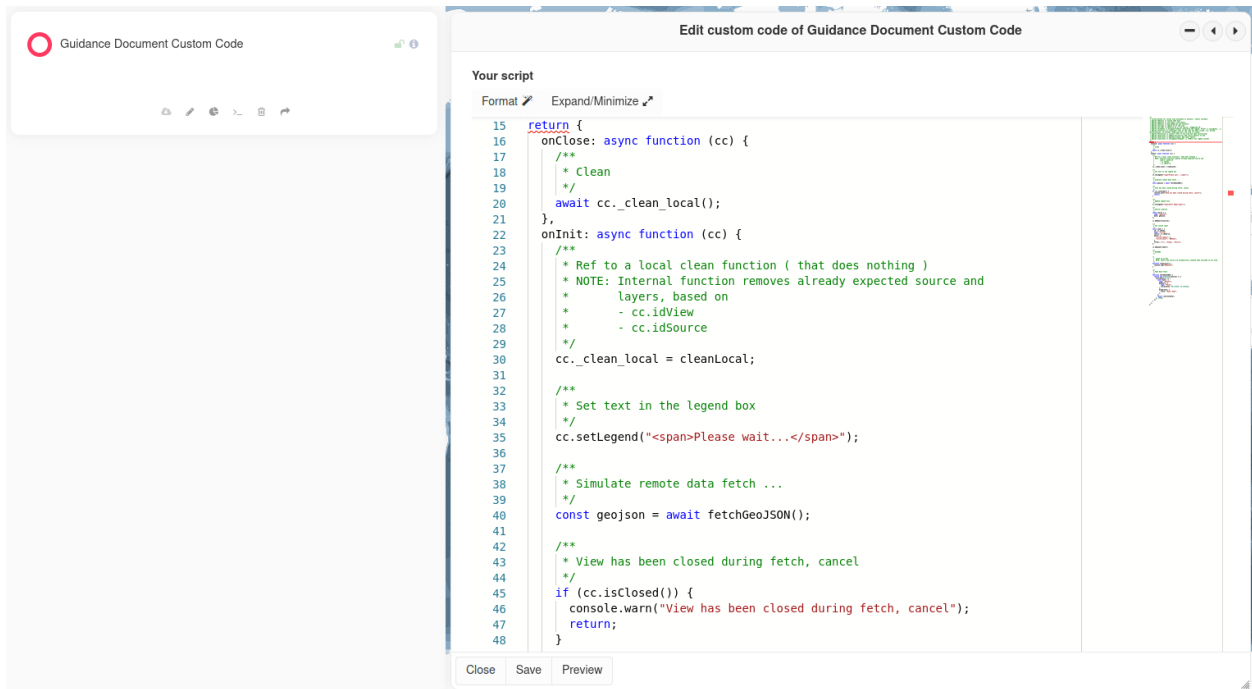 Guidance Document Custom Code
Edit custom code of Guidance Document Custom Code
Your script
Format Expand/Minimize
15 return {
16 onClose: async function (cc) {
17 /**
18 * Clean
19 */
20 await cc._clean_local();
21 },
22 onInit: async function (cc) {
23 /**
24 * Ref to a local clean function ( that does nothing )
25 * NOTE: Internal function removes already expected source and
26 * layers, based on
27 * - cc.idView
28 * - cc.idSource
29 */
30 cc._clean_local = cleanLocal;
31
32 /**
33 * Set text in the legend box
34 */
35 cc.setLegend("<span>Please wait...</span>");
36
37 /**
38 * Simulate remote data fetch ...
39 */
40 const geojson = await fetchGeoJSON();
41
42 /**
43 * View has been closed during fetch, cancel
44 */
45 if (cc.isClosed()) {
46 console.warn("View has been closed during fetch, cancel");
47 return;
48 }
Close Save Preview